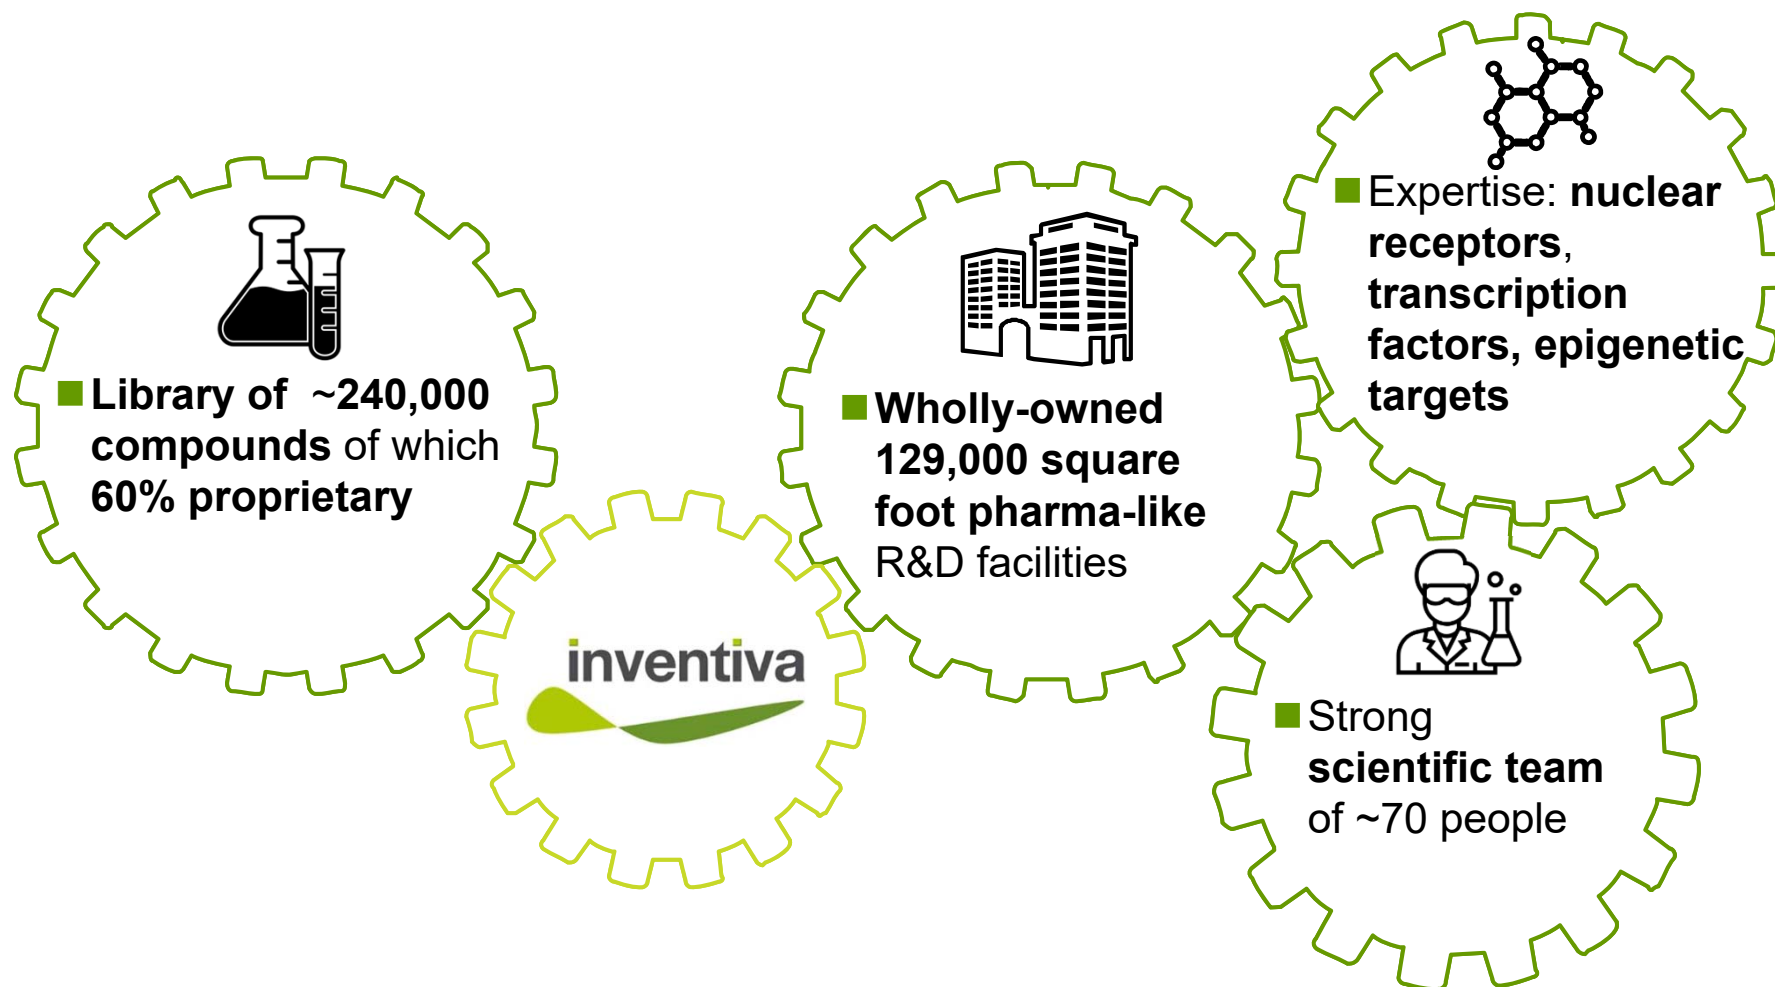 ■ Library of ~240,000
compounds of which
60% proprietary
inventiva
■ Wholly-owned
129,000 square
foot pharma-like
R&D facilities
■ Expertise: nuclear
receptors,
transcription
factors, epigenetic
targets
■ Strong
scientific team
of ~70 people